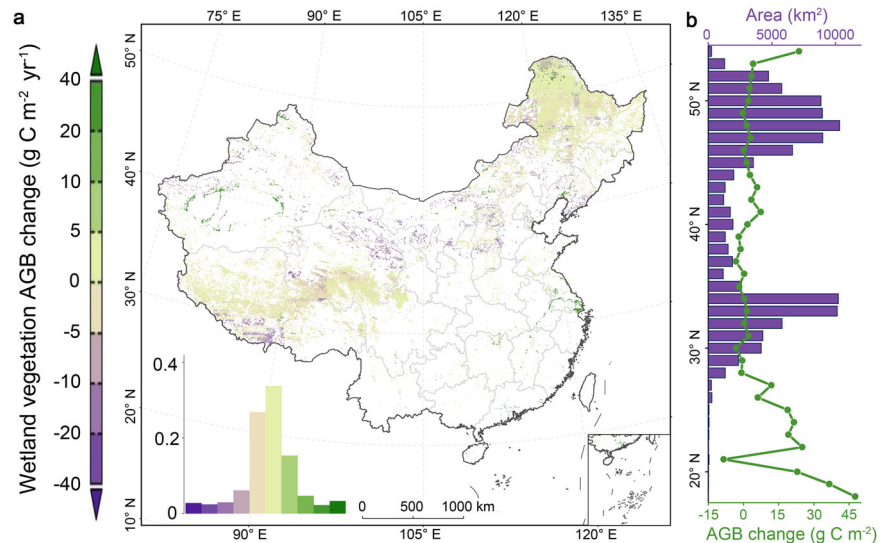 a
75° E 90° E 105° E 120° E 135° E
50° N
40° N
30° N
20° N
10° N
90° E 105° E 120° E
Wetland vegetation AGB change (g C m⁻² yr⁻¹)
40
20
10
5
0
-5
-10
-20
-40
0.4
0.2
0
0 500 1000 km
b
Area (km²)
0 5000 10000
50° N
40° N
30° N
20° N
-15 0 15 30 45
AGB change (g C m⁻²)